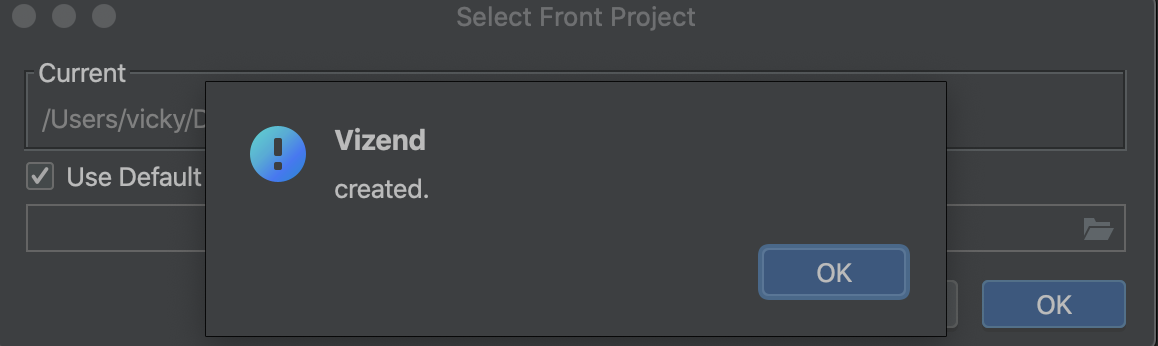 Select Front Project
Current
/Users/vicky/D
Vizend
created.
Use Default
OK
OK